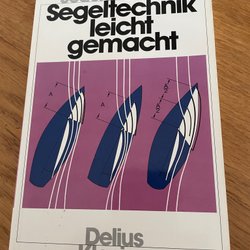 Segeltechnik
leicht
gemacht
A
A
A
A
Delius